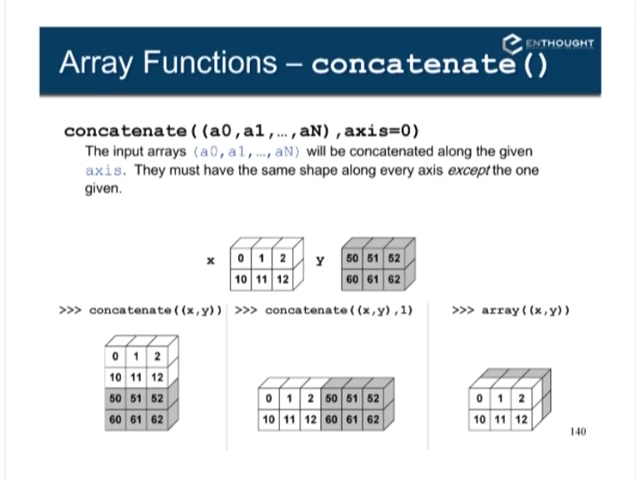 ENTHOUGHT
Array Functions – concatenate()
concatenate((a0,a1,…,aN),axis=0)
The input arrays (a0,a1,…,aN) will be concatenated along the given
axis. They must have the same shape along every axis except the one
given.
x
0 1 2
10 11 12
y
50 51 52
60 61 62
>>> concatenate((x,y))
0 1 2
10 11 12
50 51 52
60 61 62
>>> concatenate((x,y),1)
0 1 2 50 51 52
10 11 12 60 61 62
>>> array((x,y))
0 1 2
10 11 12
140